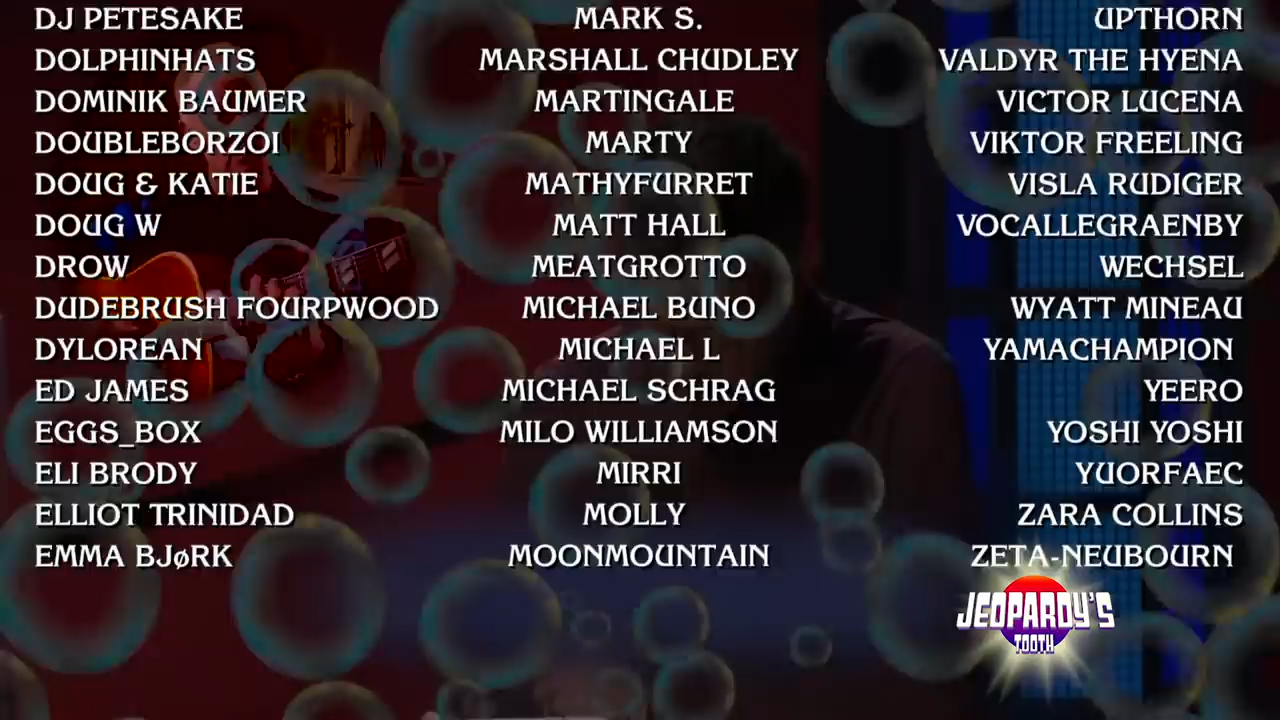 DJ PETESAKE
DOLPHINHATS
DOMINIK BAUMER
DOUBLEBORZOI
DOUG & KATIE
DOUG W
DROW
DUDEBRUSH FOURPWOOD
DYLOREAN
ED JAMES
EGGS_BOX
ELI BRODY
ELLIOT TRINIDAD
EMMA BJøRK
MARK S.
MARSHALL CHUDLEY
MARTINGALE
MARTY
MATHYFURRET
MATT HALL
MEATGROTTO
MICHAEL BUNO
MICHAEL L
MICHAEL SCHRAG
MILO WILLIAMSON
MIRRI
MOLLY
MOONMOUNTAIN
UPTHORN
VALDYR THE HYENA
VICTOR LUCENA
VIKTOR FREELING
VISLA RUDIGER
VOCALLEGRAENBY
WECHSEL
WYATT MINEAU
YAMACHAMPION
YEERO
YOSHI YOSHI
YUORFAEC
ZARA COLLINS
ZETA-NEUBOURN
JEOPARDY'S
TOOTH